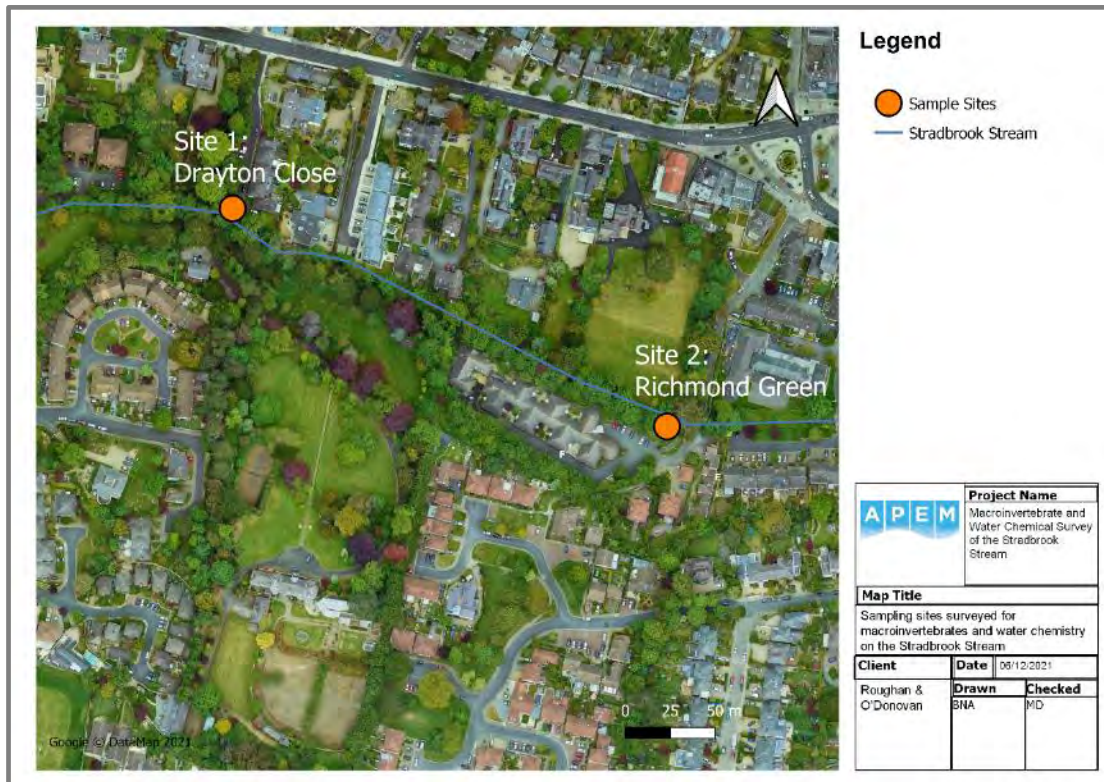 Legend
Sample Sites
Stradbrook Stream
Site 1:
Drayton Close
Site 2:
Richmond Green
0 25 50 m
Google © DataMap 2021
APEM
Project Name
Macroinvertebrate and
Water Chemical Survey
of the Stradbrook
Stream
Map Title
Sampling sites surveyed for
macroinvertebrates and water chemistry
on the Stradbrook Stream
Client
Date 06/12/2021
Roughan &
O'Donovan
Drawn
Checked
BNA
MD